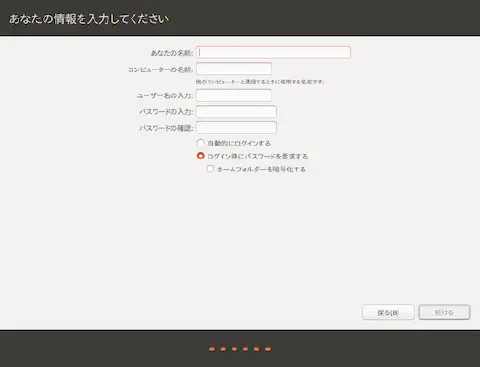 あなたの情報を入力してください
あなたの名前:
コンピューターの名前:
他のコンピューターと通信するときに使用する名前です。
ユーザー名の入力:
パスワードの入力:
パスワードの確認:
自動的にログインする
ログイン時にパスワードを要求する
ホームフォルダーを暗号化する
戻る(B)
続ける